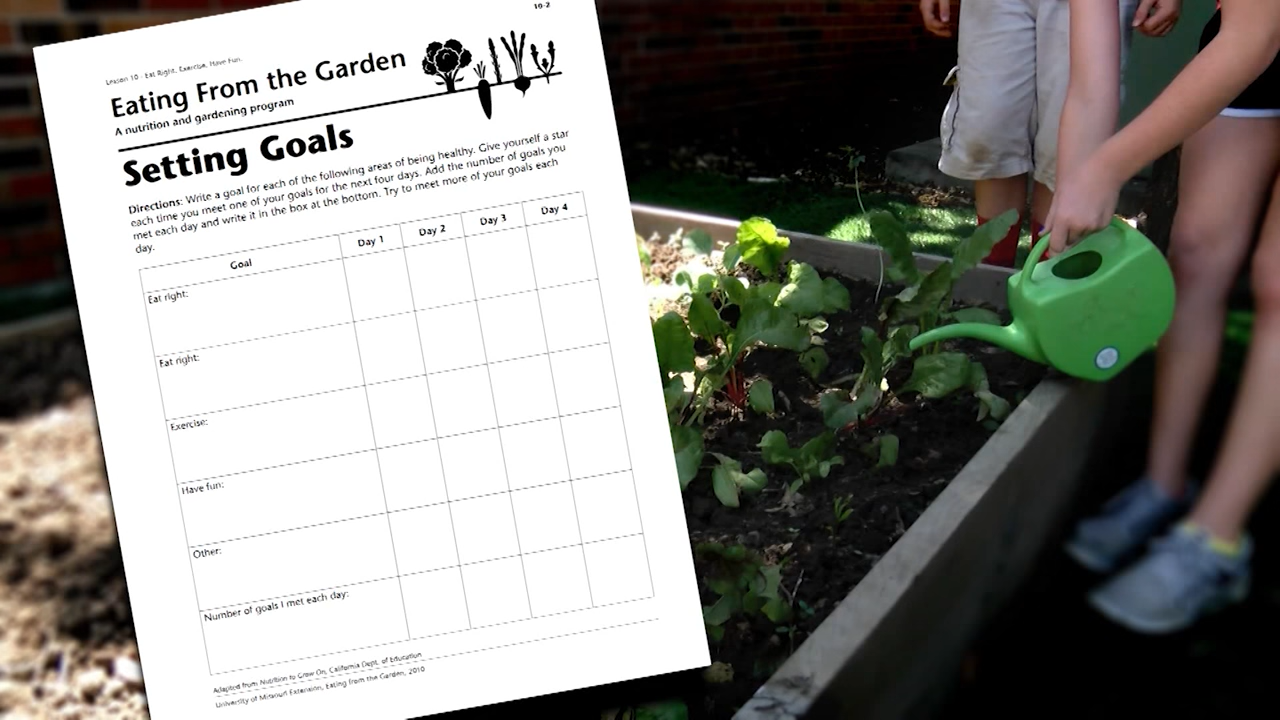 10-2
Lesson 10 - Eat Right. Exercise. Have Fun.
Eating From the Garden
A nutrition and gardening program
Setting Goals
Directions: Write a goal for each of the following areas of being healthy. Give yourself a star
each time you meet one of your goals for the next four days. Add the number of goals you
met each day and write it in the box at the bottom. Try to meet more of your goals each
day.
Goal Day 1 Day 2 Day 3 Day 4
Eat right:
Eat right:
Exercise:
Have fun:
Other:
Number of goals I met each day:
Adapted from Nutrition to Grow On, California Dept. of Education
University of Missouri Extension, Eating from the Garden, 2010